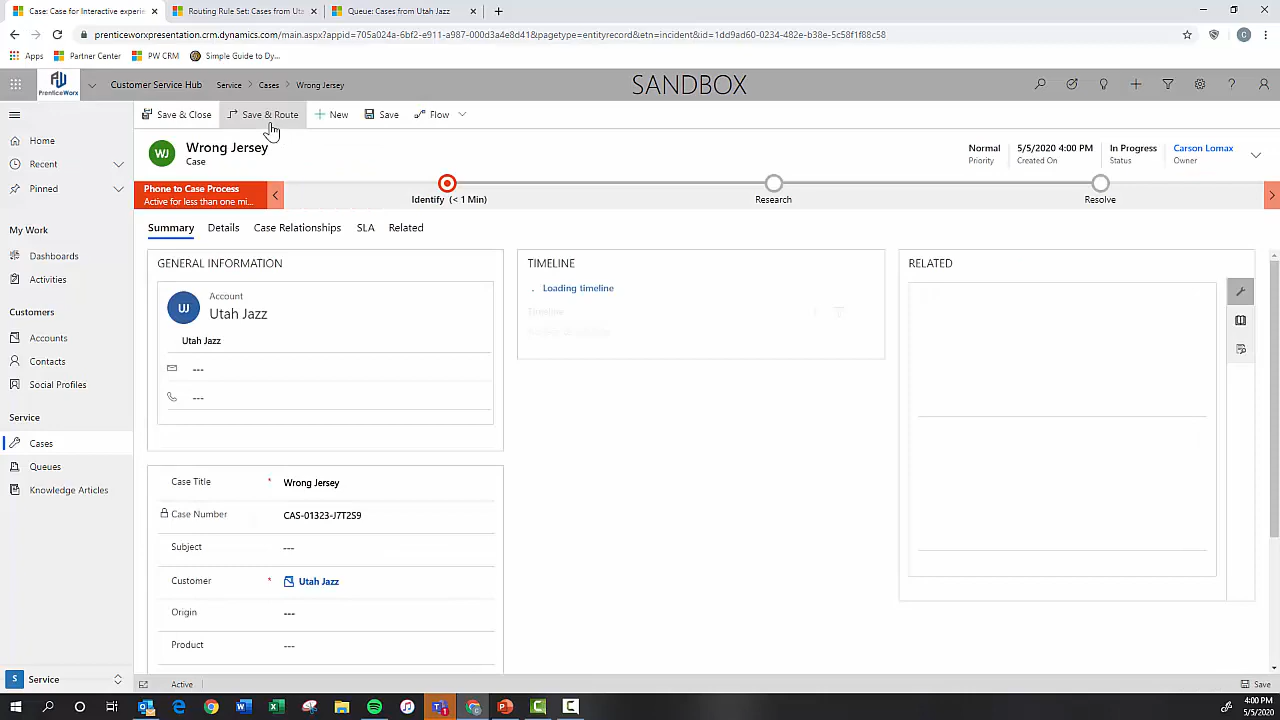 Case: Case for Interactive experi
Routing Rule Set: Cases from Uta
Queue: Cases from Utah Jazz
prenticeworxpresentation.crm.dynamics.com/main.aspx?appid=705a024a-6bf2-e911-a987-000d3a4e8d41&pagetype=entityrecord&etn=incident&id=1dd9ad60-0234-482e-b38e-5c58f1f88c58
C
Apps
Partner Center
PW CRM
Simple Guide to Dy...
PrenticeWorx
Customer Service Hub
Service > Cases > Wrong Jersey
SANDBOX
Save & Close
Save & Route
New
Save
Flow
Home
Recent
Pinned
My Work
Dashboards
Activities
Customers
Accounts
Contacts
Social Profiles
Service
Cases
Queues
Knowledge Articles
S Service
WJ
Wrong Jersey
Case
Normal
Priority
5/5/2020 4:00 PM
Created On
In Progress
Status
Carson Lomax
Owner
Phone to Case Process
Active for less than one mi...
Identify (< 1 Min)
Research
Resolve
Summary
Details
Case Relationships
SLA
Related
GENERAL INFORMATION
UJ
Account
Utah Jazz
Utah Jazz
---
---
Case Title * Wrong Jersey
Case Number CAS-01323-J7T2S9
Subject ---
Customer * Utah Jazz
Origin ---
Product ---
TIMELINE
Loading timeline
Timeline
RELATED
Active
Save
4:00 PM
5/5/2020